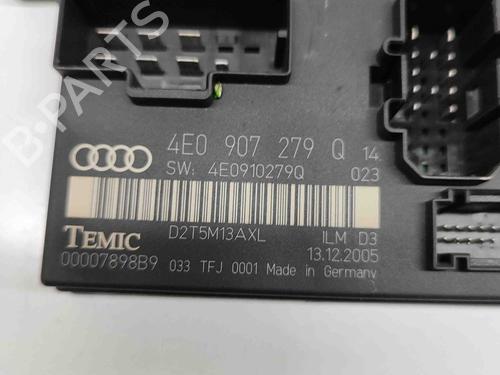 4E0 907 279 Q 14.
SW: 4E0910279Q 023
D2T5M13AXL ILM D3
TEMIC 13.12.2005
00007898B9 033 TFJ 0001 Made in Germany
B-PARTS